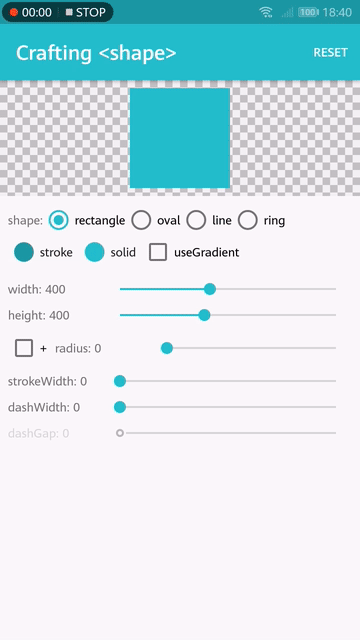 00:00 STOP 100 18:40
Crafting <shape> RESET
shape: rectangle oval line ring
stroke solid useGradient
width: 400
height: 400
+ radius: 0
strokeWidth: 0
dashWidth: 0
dashGap: 0